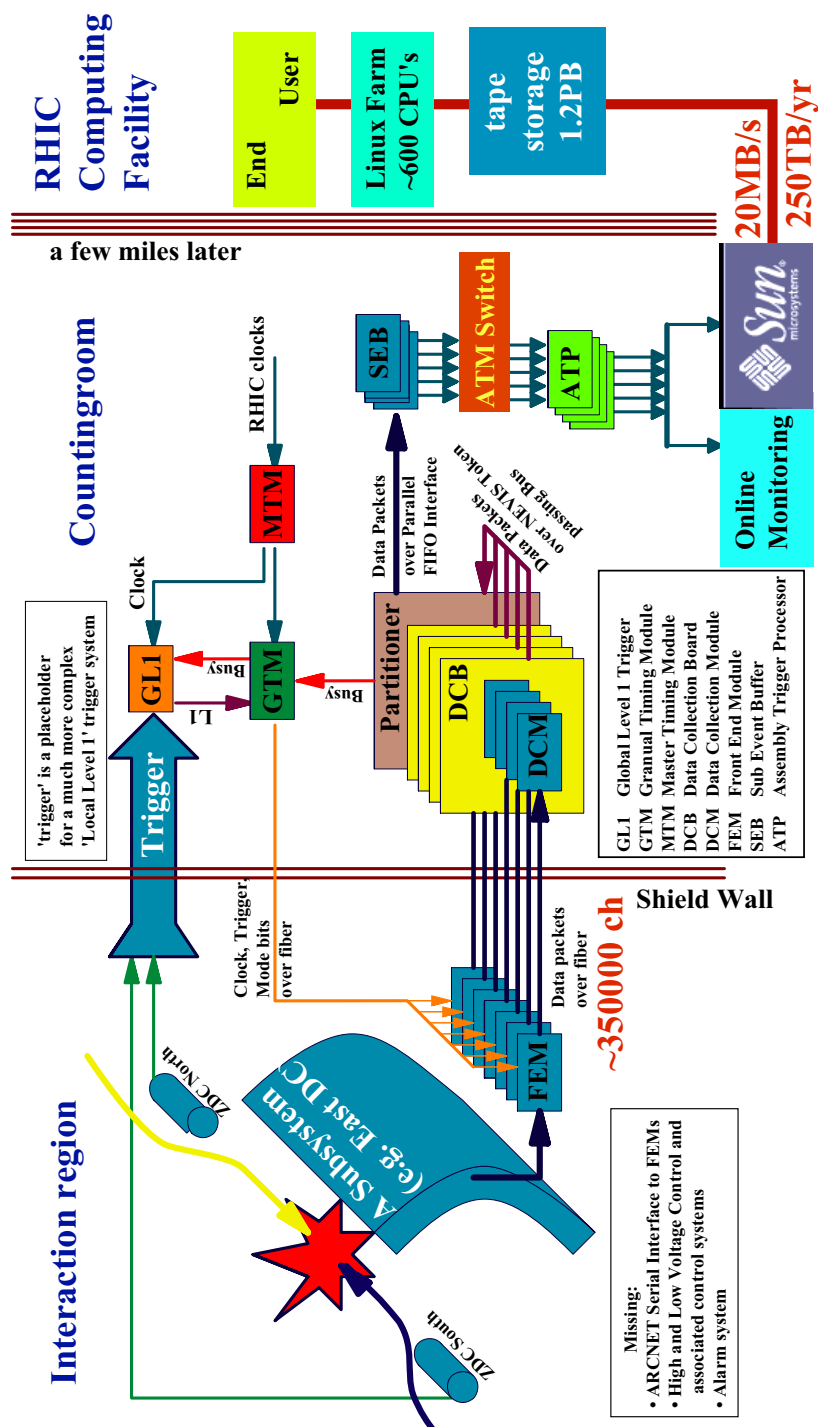 Interaction region
Countingroom
RHIC
Computing
Facility
'trigger' is a placeholder
for a much more complex
'Local Level 1' trigger system
a few miles later
End
User
Linux Farm
~600 CPU's
tape
storage
1.2PB
20MB/s
250TB/yr
ZDC North
ZDC South
Trigger
GL1
Clock
Busy
L1
GTM
MTM
RHIC clocks
Busy
Clock, Trigger,
Mode bits
over fiber
A Subsystem
(e.g. East DC
FEM
Data packets
over fiber
~350000 ch
Shield Wall
Partitioner
DCB
DCM
Data Packets
over Parallel
FIFO Interface
Data Packets
over NEVIS Token
passing Bus
SEB
ATM Switch
ATP
Online
Monitoring
Sun
microsystems
Missing:
• ARCNET Serial Interface to FEMs
• High and Low Voltage Control and
associated control systems
• Alarm system
GL1 Global Level 1 Trigger
GTM Granual Timing Module
MTM Master Timing Module
DCB Data Collection Board
DCM Data Collection Module
FEM Front End Module
SEB Sub Event Buffer
ATP Assembly Trigger Processor